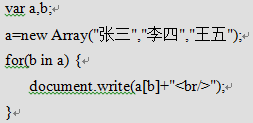 var a,b;
a=new Array("张三","李四","王五");
for(b in a) {
document.write(a[b]+"<br/>");
}